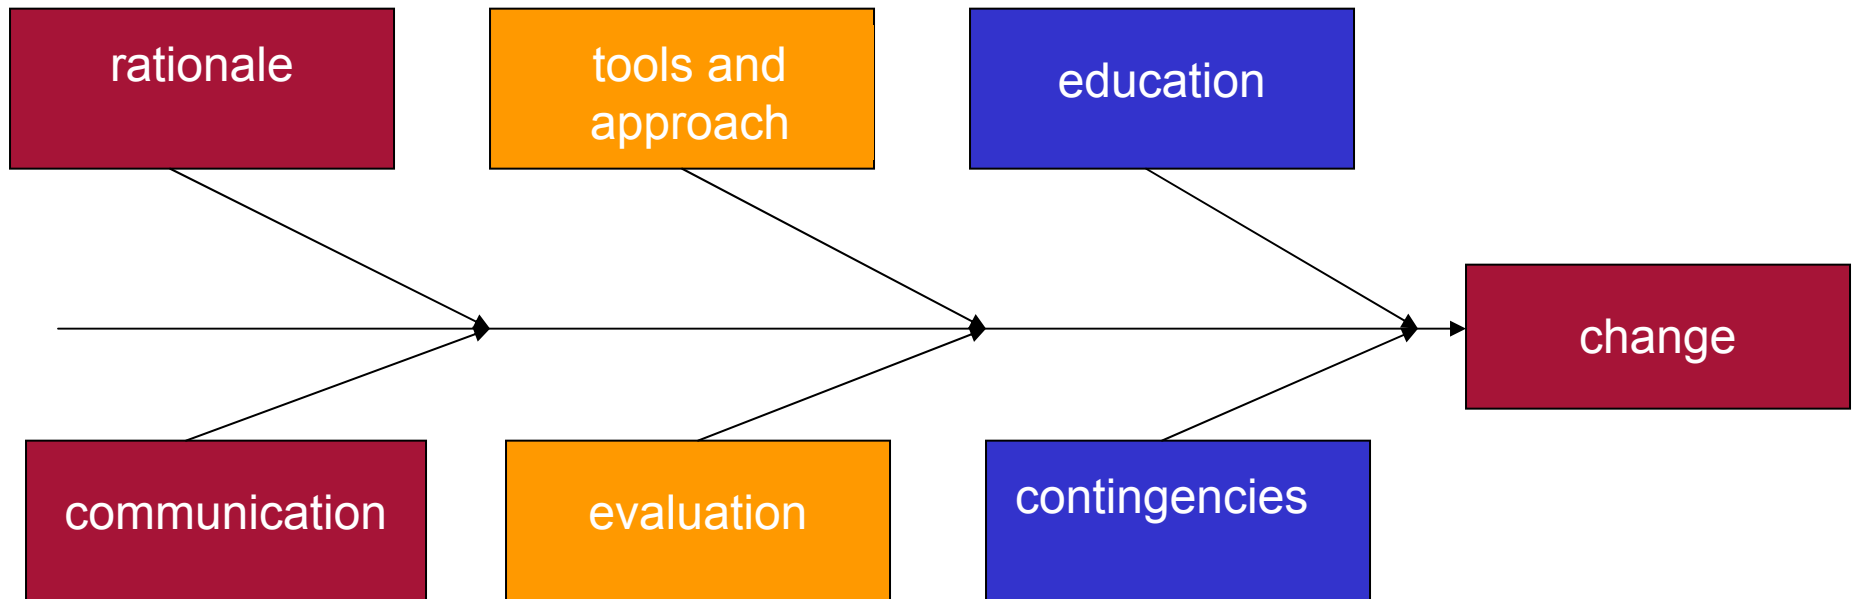 rationale
tools and
approach
education
change
communication
evaluation
contingencies